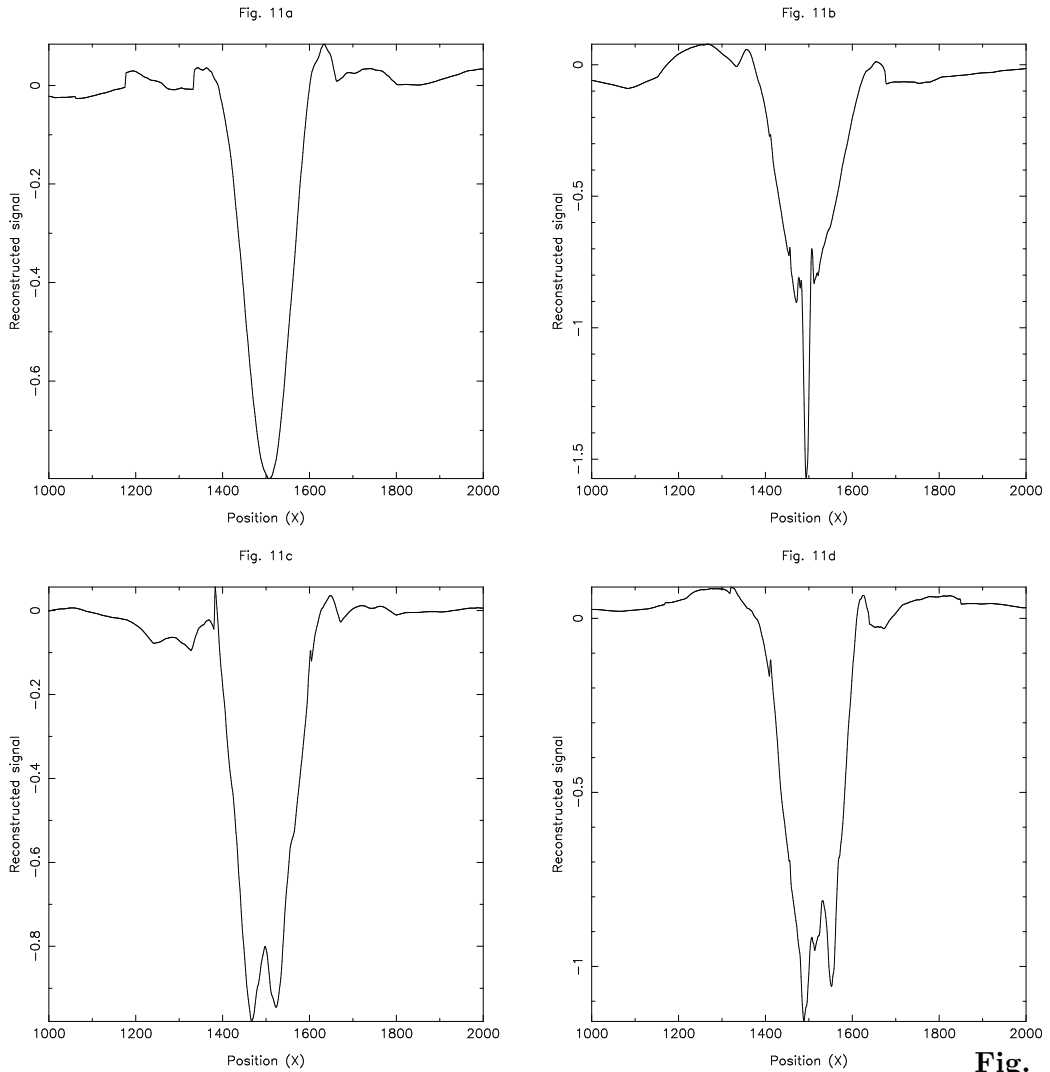 Fig. 11a
Reconstructed signal
0
−0.2
−0.4
−0.6
1000 1200 1400 1600 1800 2000
Position (X)
Fig. 11b
Reconstructed signal
0
−0.5
−1
−1.5
1000 1200 1400 1600 1800 2000
Position (X)
Fig. 11c
Reconstructed signal
0
−0.2
−0.4
−0.6
−0.8
1000 1200 1400 1600 1800 2000
Position (X)
Fig. 11d
Reconstructed signal
0
−0.5
−1
1000 1200 1400 1600 1800 2000
Position (X)
Fig.